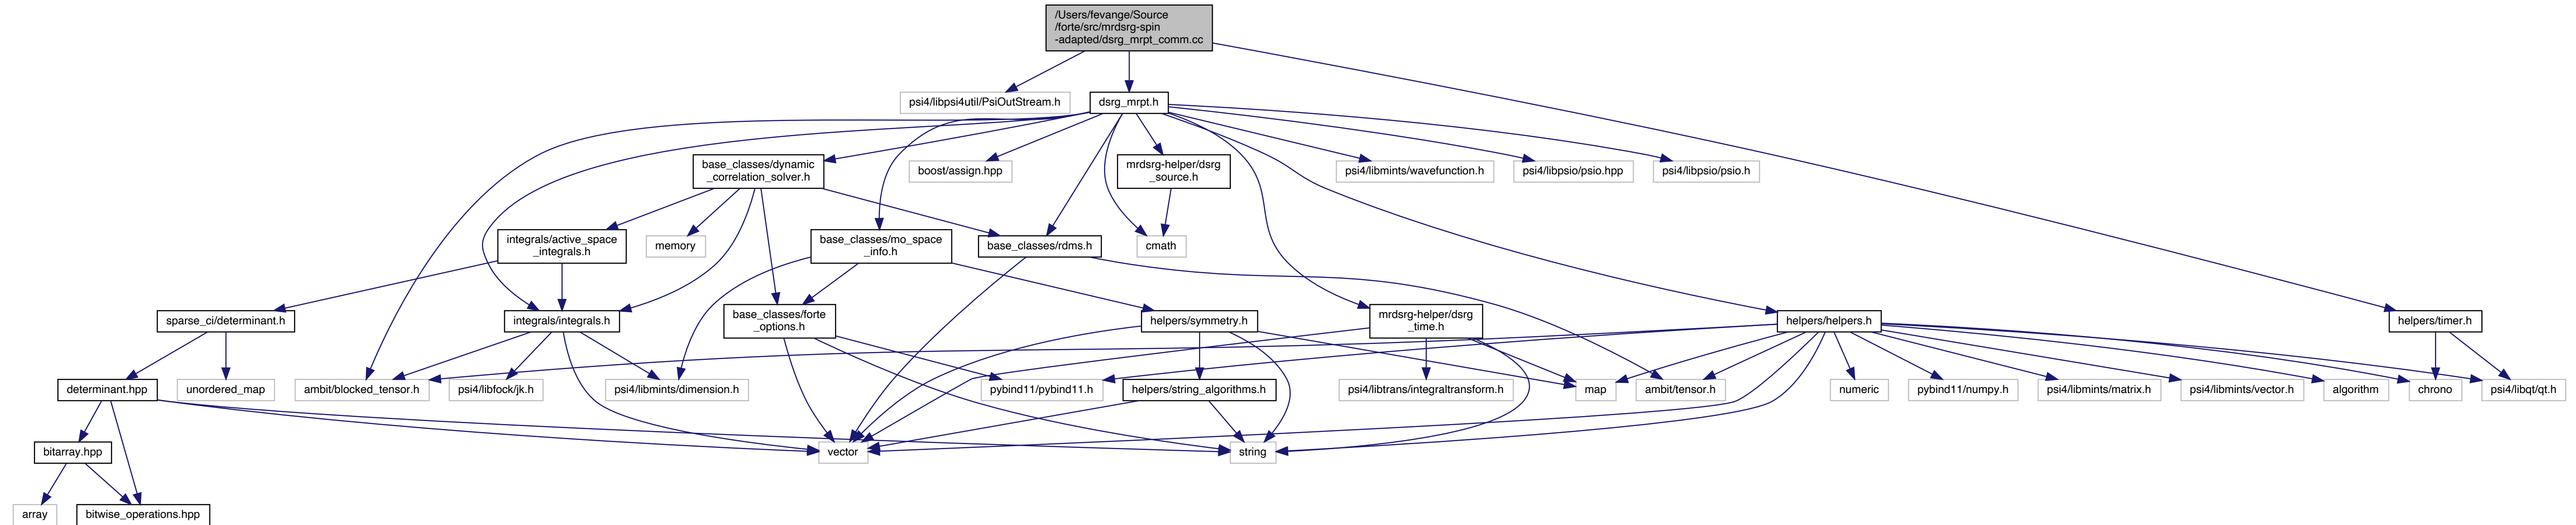 /Users/fevange/Source
/forte/src/mrdsrg-spin
-adapted/dsrg_mrpt_comm.cc
psi4/libpsi4util/PsiOutStream.h
dsrg_mrpt.h
base_classes/dynamic
_correlation_solver.h
boost/assign.hpp
mrdsrg-helper/dsrg
_source.h
psi4/libmints/wavefunction.h
psi4/libpsio/psio.hpp
psi4/libpsio/psio.h
integrals/active_space
_integrals.h
memory
base_classes/mo_space
_info.h
base_classes/rdms.h
cmath
sparse_ci/determinant.h
integrals/integrals.h
base_classes/forte
_options.h
helpers/symmetry.h
mrdsrg-helper/dsrg
_time.h
helpers/helpers.h
helpers/timer.h
determinant.hpp
unordered_map
ambit/blocked_tensor.h
psi4/libfock/jk.h
psi4/libmints/dimension.h
pybind11/pybind11.h
helpers/string_algorithms.h
psi4/libtrans/integraltransform.h
map
ambit/tensor.h
numeric
pybind11/numpy.h
psi4/libmints/matrix.h
psi4/libmints/vector.h
algorithm
chrono
psi4/libqt/qt.h
bitarray.hpp
vector
string
array
bitwise_operations.hpp